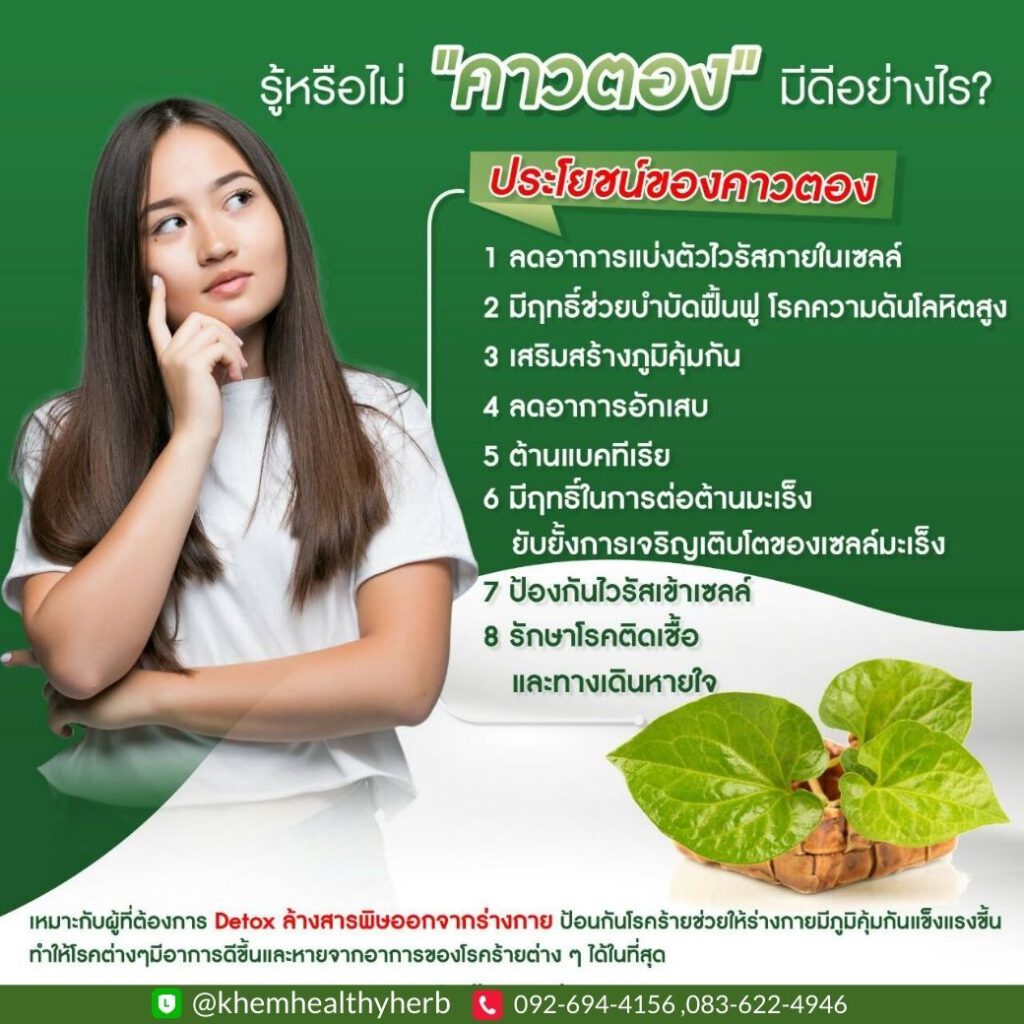 รู้หรือไม่ "คาวตอง" มีดีอย่างไร?
ประโยชน์ของคาวตอง
1 ลดอาการแบ่งตัวไวรัสภายในเซลล์
2 มีฤทธิ์ช่วยบำบัดฟื้นฟู โรคความดันโลหิตสูง
3 เสริมสร้างภูมิคุ้มกัน
4 ลดอาการอักเสบ
5 ต้านแบคทีเรีย
6 มีฤทธิ์ในการต่อต้านมะเร็ง
ยับยั้งการเจริญเติบโตของเซลล์มะเร็ง
7 ป้องกันไวรัสเข้าเซลล์
8 รักษาโรคติดเชื้อ
และทางเดินหายใจ
เหมาะกับผู้ที่ต้องการ Detox ล้างสารพิษออกจากร่างกาย ป้อนกันโรคร้ายช่วยให้ร่างกายมีภูมิคุ้มกันแข็งแรงขึ้น
ทำให้โรคต่างๆมีอาการดีขึ้นและหายจากอาการของโรคร้ายต่าง ๆ ได้ในที่สุด
@khemhealthyherb 092-694-4156 ,083-622-4946